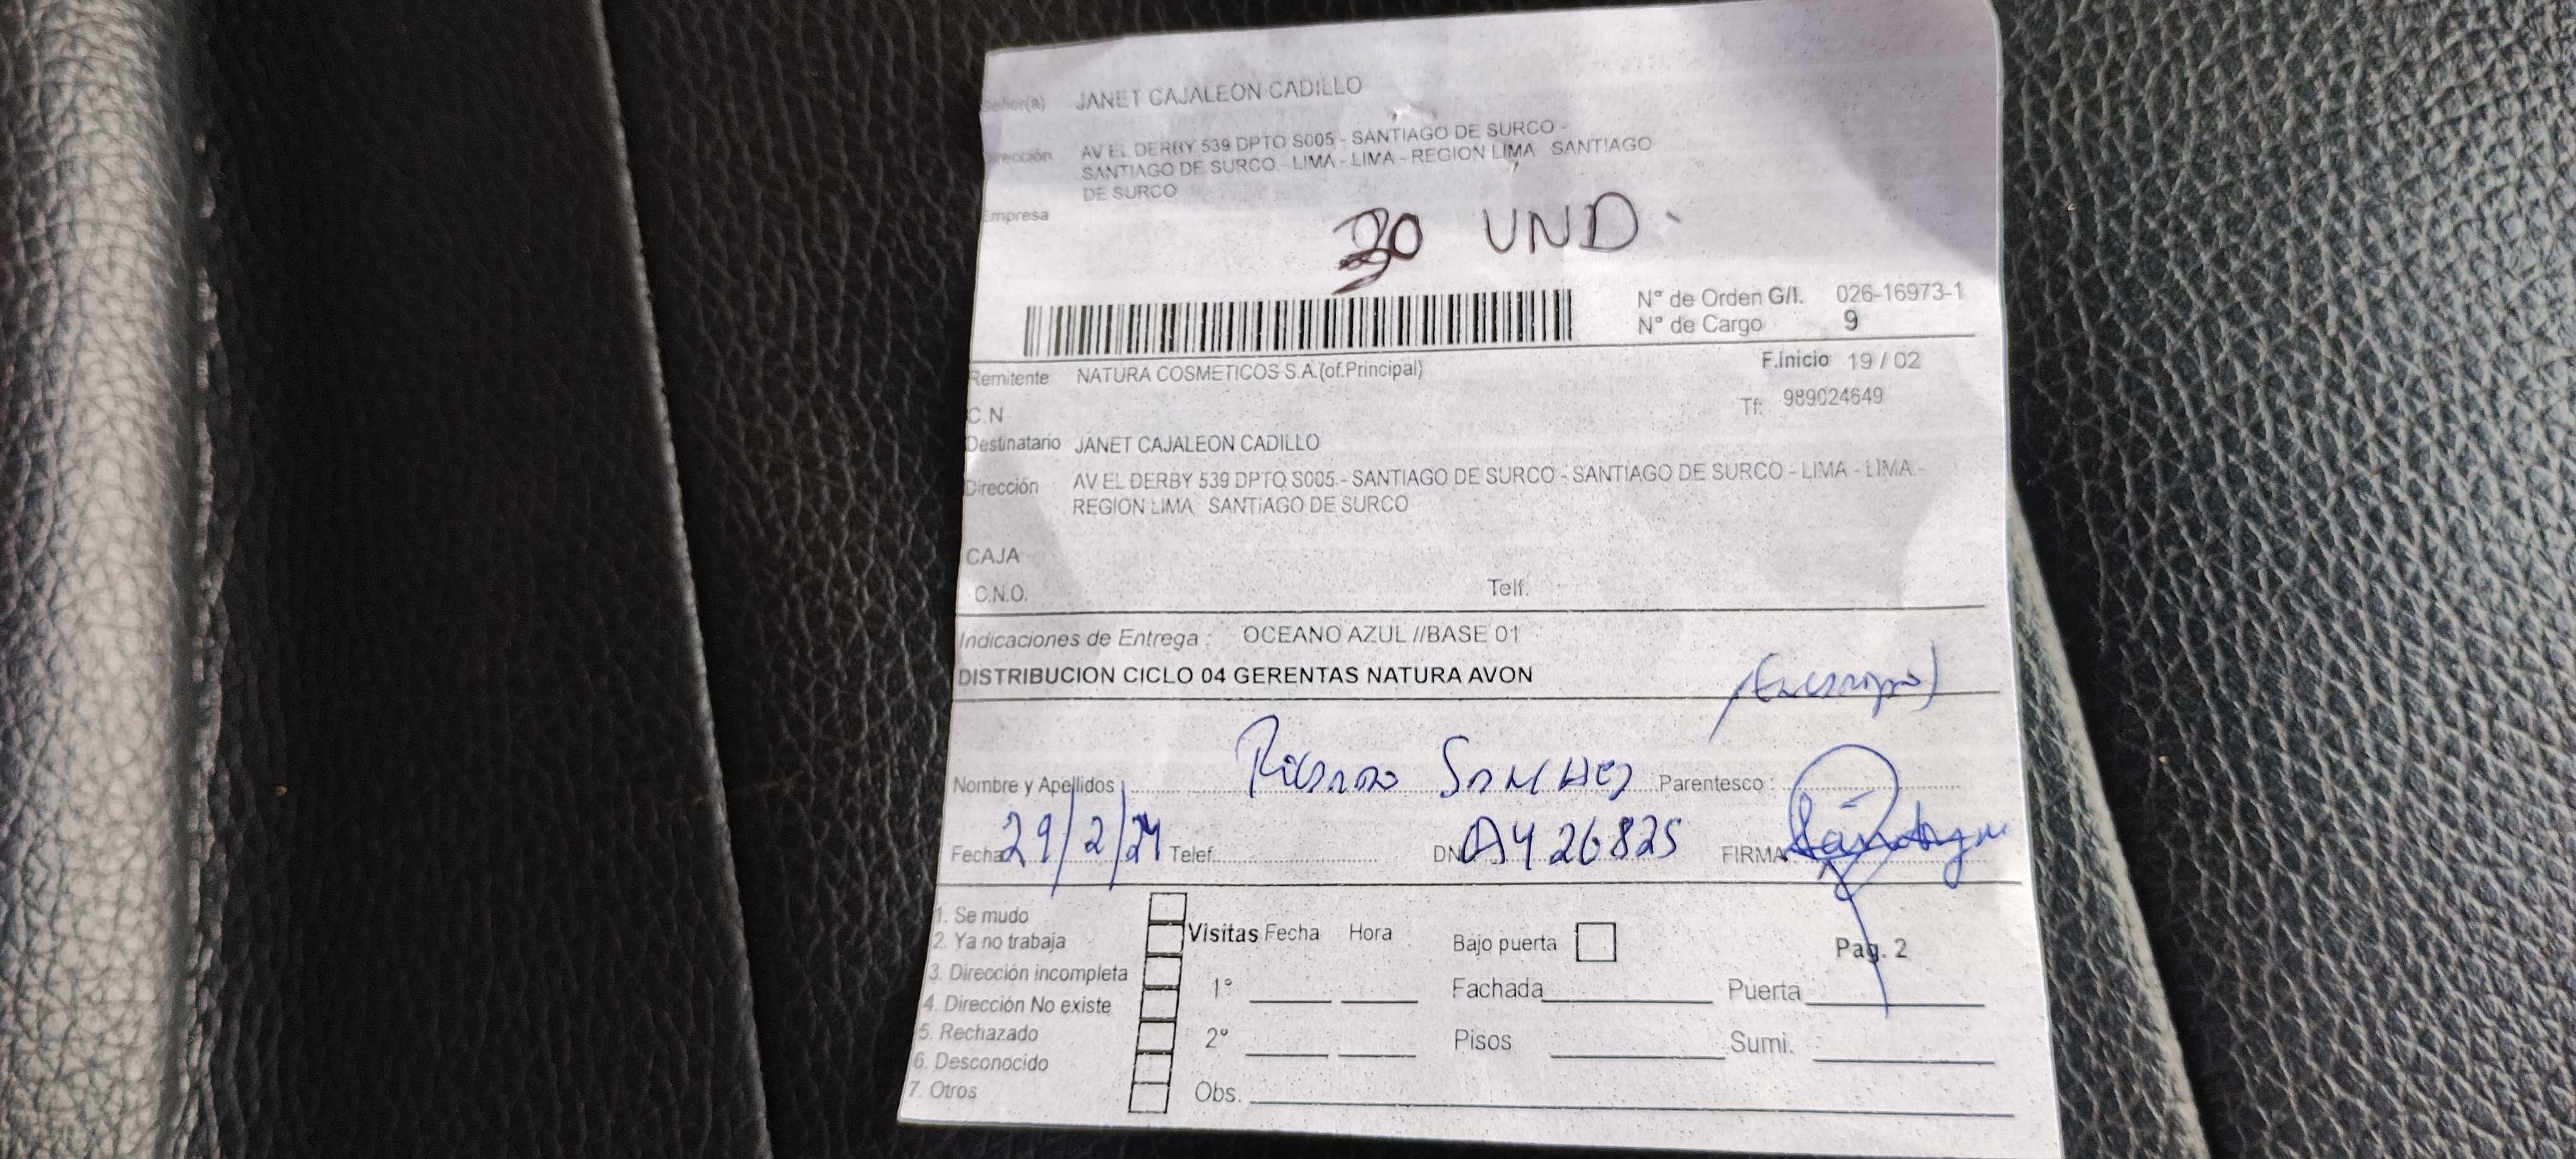 Señor(a) JANET CAJALEON CADILLO
Dirección AV EL DERBY 539 DPTO S005 - SANTIAGO DE SURCO -
SANTIAGO DE SURCO - LIMA - LIMA - REGION LIMA SANTIAGO
DE SURCO
Empresa
30 UND.
N° de Orden G/I. 026-16973-1
N° de Cargo 9
Remitente NATURA COSMETICOS S.A.(of.Principal) F.Inicio 19 / 02
C.N Tf: 989024649
Destinatario JANET CAJALEON CADILLO
Dirección AV EL DERBY 539 DPTO S005 - SANTIAGO DE SURCO - SANTIAGO DE SURCO - LIMA - LIMA -
REGION LIMA SANTIAGO DE SURCO
CAJA
C.N.O. Telf.
Indicaciones de Entrega : OCEANO AZUL //BASE 01
DISTRIBUCION CICLO 04 GERENTAS NATURA AVON
Nombre y Apellidos Ricardo Sanchez Parentesco :
Fecha 29/2/24 Telef. DN 426825 FIRMA
1. Se mudo
2. Ya no trabaja
3. Dirección incompleta
4. Dirección No existe
5. Rechazado
6. Desconocido
7. Otros
Visitas Fecha Hora Bajo puerta Pag. 2
1° Fachada Puerta
2° Pisos Sumi.
Obs.